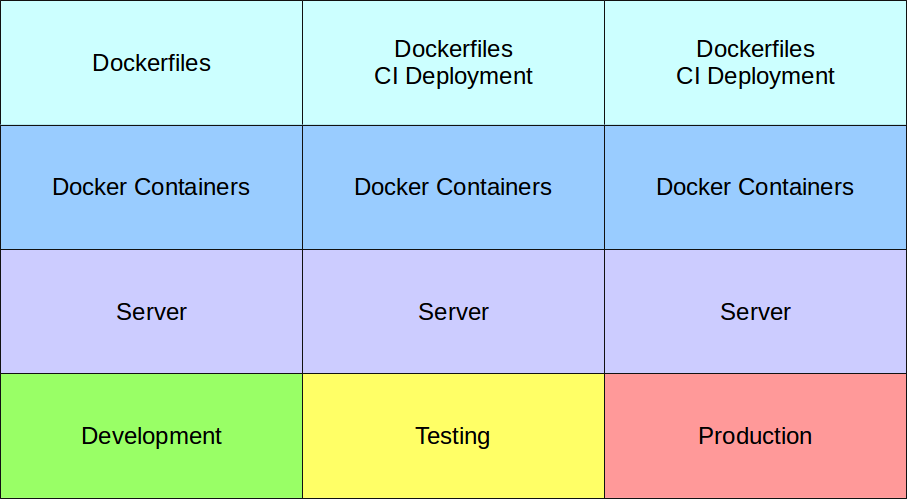 Dockerfiles
Dockerfiles
CI Deployment
Dockerfiles
CI Deployment
Docker Containers
Docker Containers
Docker Containers
Server
Server
Server
Development
Testing
Production